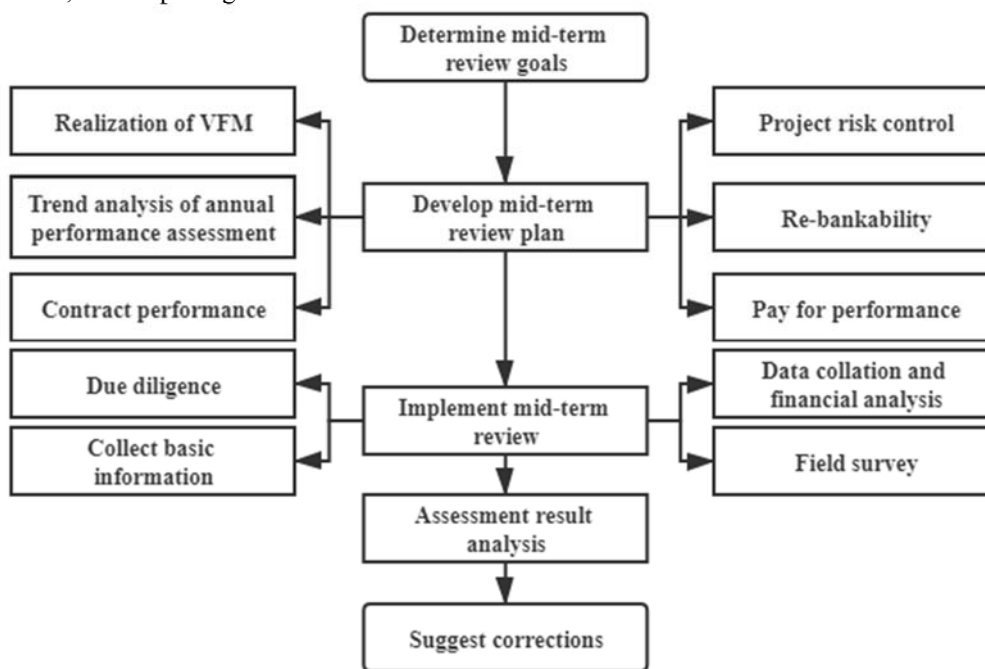 Determine mid-term
review goals
Realization of VFM
Project risk control
Trend analysis of annual
performance assessment
Develop mid-term
review plan
Re-bankability
Contract performance
Pay for performance
Due diligence
Implement mid-term
review
Data collation and
financial analysis
Collect basic
information
Field survey
Assessment result
analysis
Suggest corrections